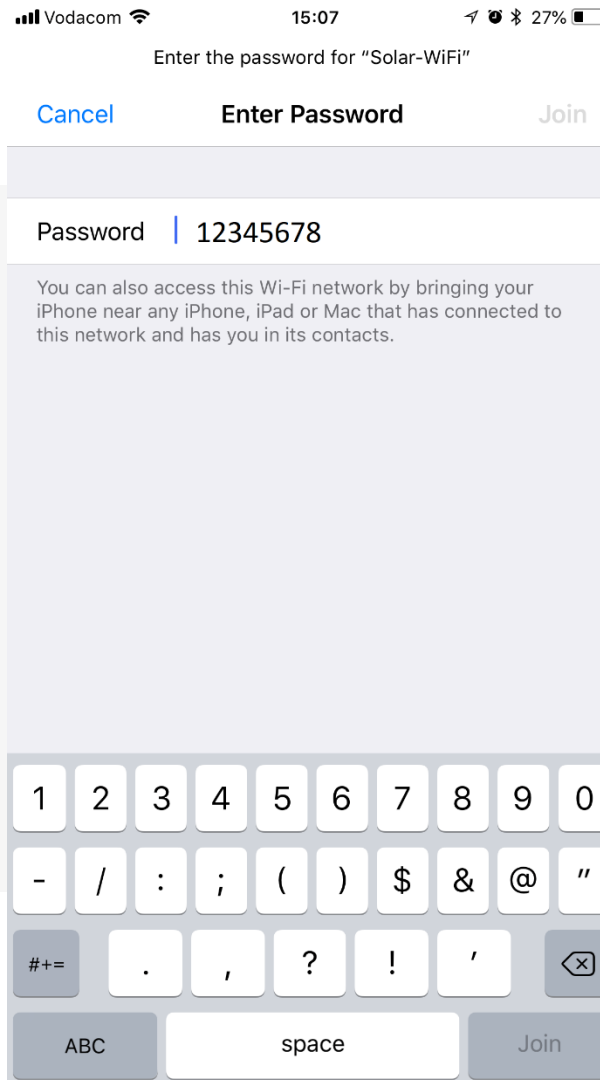 Vodacom 15:07 27%
Enter the password for “Solar-WiFi”
Cancel Enter Password Join
Password 12345678
You can also access this Wi-Fi network by bringing your
iPhone near any iPhone, iPad or Mac that has connected to
this network and has you in its contacts.
1 2 3 4 5 6 7 8 9 0
- / : ; ( ) $ & @ "
#+= . , ? ! ’
ABC space Join